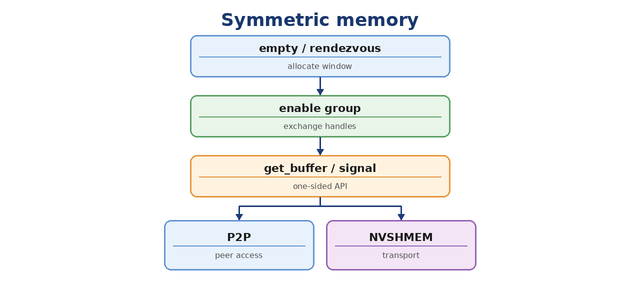 Symmetric memory
empty / rendezvous
allocate window
enable group
exchange handles
get_buffer / signal
one-sided API
P2P
peer access
NVSHMEM
transport